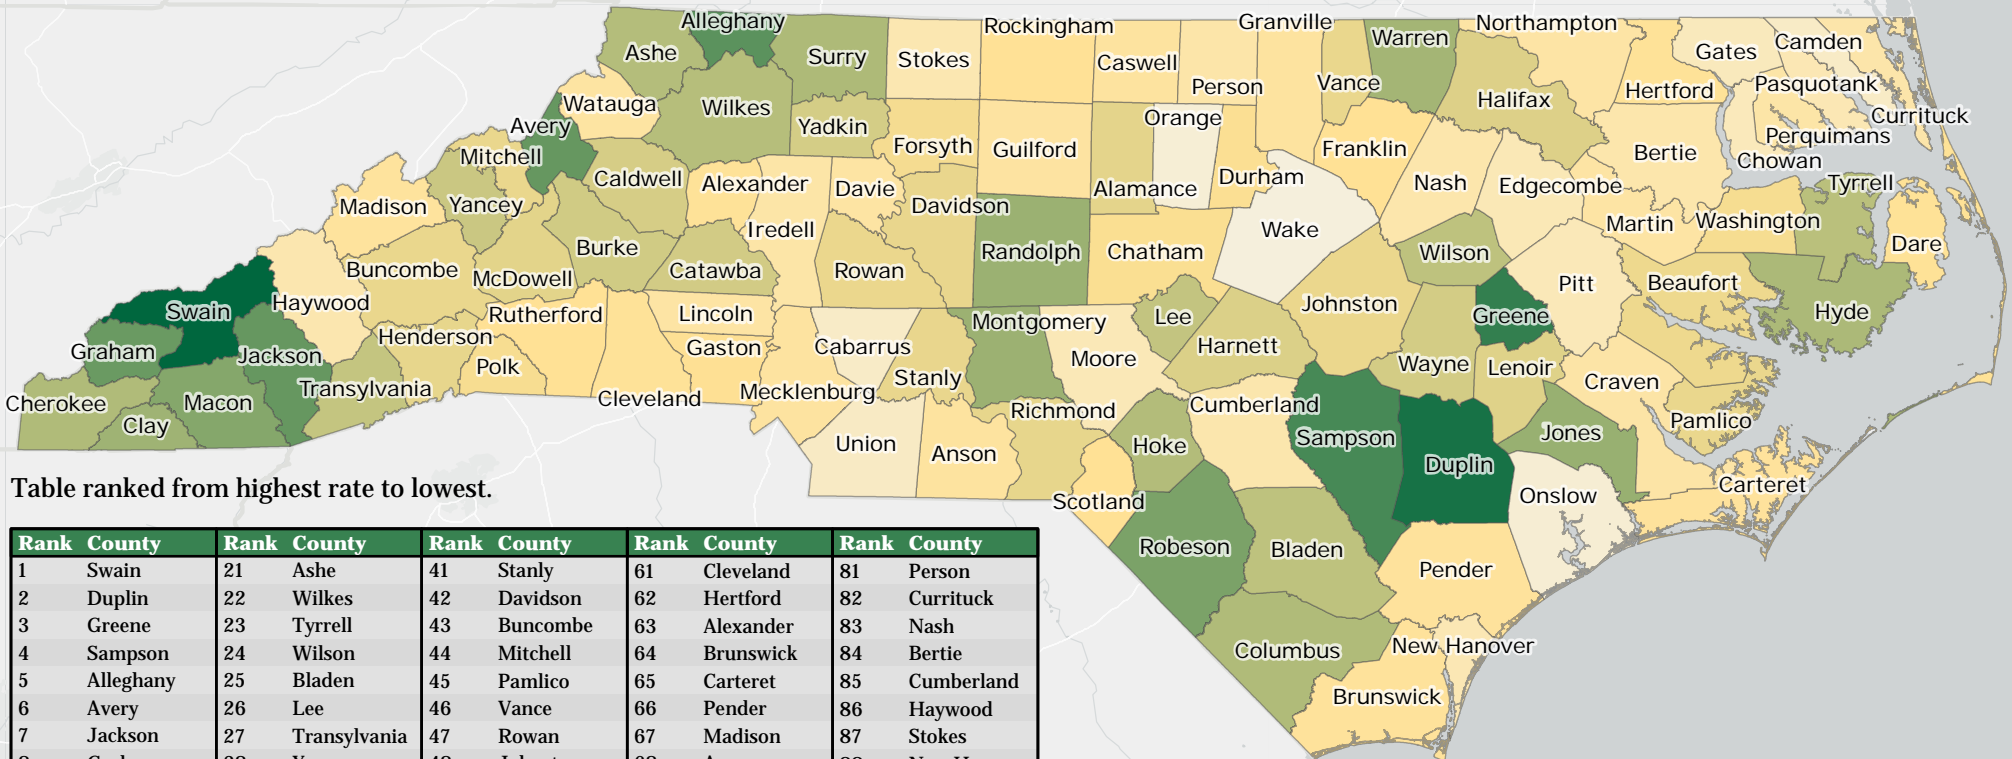 Alleghany
Rockingham
Granville
Northampton
Ashe
Surry
Stokes
Caswell
Warren
Gates
Camden
Person
Vance
Halifax
Hertford
Pasquotank
Watauga
Wilkes
Yadkin
Orange
Currituck
Avery
Forsyth
Guilford
Franklin
Bertie
Perquimans
Mitchell
Chowan
Caldwell
Alexander
Davie
Alamance
Durham
Nash
Edgecombe
Tyrrell
Madison
Yancey
Davidson
Martin
Washington
Iredell
Wake
Burke
Randolph
Chatham
Wilson
Dare
Buncombe
McDowell
Catawba
Rowan
Johnston
Pitt
Beaufort
Haywood
Swain
Rutherford
Lincoln
Montgomery
Lee
Greene
Hyde
Henderson
Graham
Jackson
Gaston
Cabarrus
Moore
Harnett
Wayne
Lenoir
Polk
Stanly
Craven
Transylvania
Cherokee
Macon
Cleveland
Mecklenburg
Richmond
Cumberland
Clay
Pamlico
Union
Anson
Hoke
Sampson
Jones
Duplin
Table ranked from highest rate to lowest.
Scotland
Onslow
Carteret
Robeson
Bladen
Pender
Columbus
New Hanover
Brunswick
Rank County Rank County Rank County Rank County Rank County
1 Swain 21 Ashe 41 Stanly 61 Cleveland 81 Person
2 Duplin 22 Wilkes 42 Davidson 62 Hertford 82 Currituck
3 Greene 23 Tyrrell 43 Buncombe 63 Alexander 83 Nash
4 Sampson 24 Wilson 44 Mitchell 64 Brunswick 84 Bertie
5 Alleghany 25 Bladen 45 Pamlico 65 Carteret 85 Cumberland
6 Avery 26 Lee 46 Vance 66 Pender 86 Haywood
7 Jackson 27 Transylvania 47 Rowan 67 Madison 87 Stokes